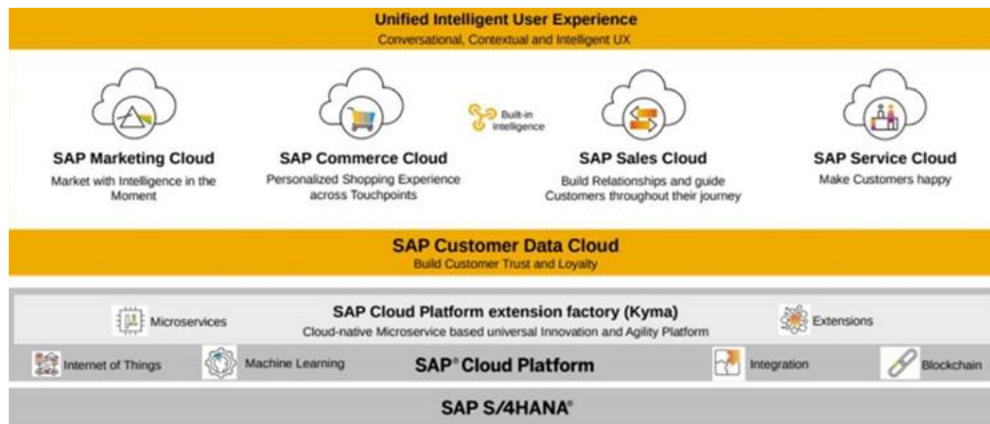 Unified Intelligent User Experience
Conversational, Contextual and Intelligent UX
Built-in
Intelligence
SAP Marketing Cloud
Market with Intelligence in the
Moment
SAP Commerce Cloud
Personalized Shopping Experience
across Touchpoints
SAP Sales Cloud
Build Relationships and guide
Customers throughout their journey
SAP Service Cloud
Make Customers happy
SAP Customer Data Cloud
Build Customer Trust and Loyalty
Microservices
SAP Cloud Platform extension factory (Kyma)
Cloud-native Microservice based universal Innovation and Agility Platform
Extensions
Internet of Things
Machine Learning
SAP® Cloud Platform
Integration
Blockchain
SAP S/4HANA®